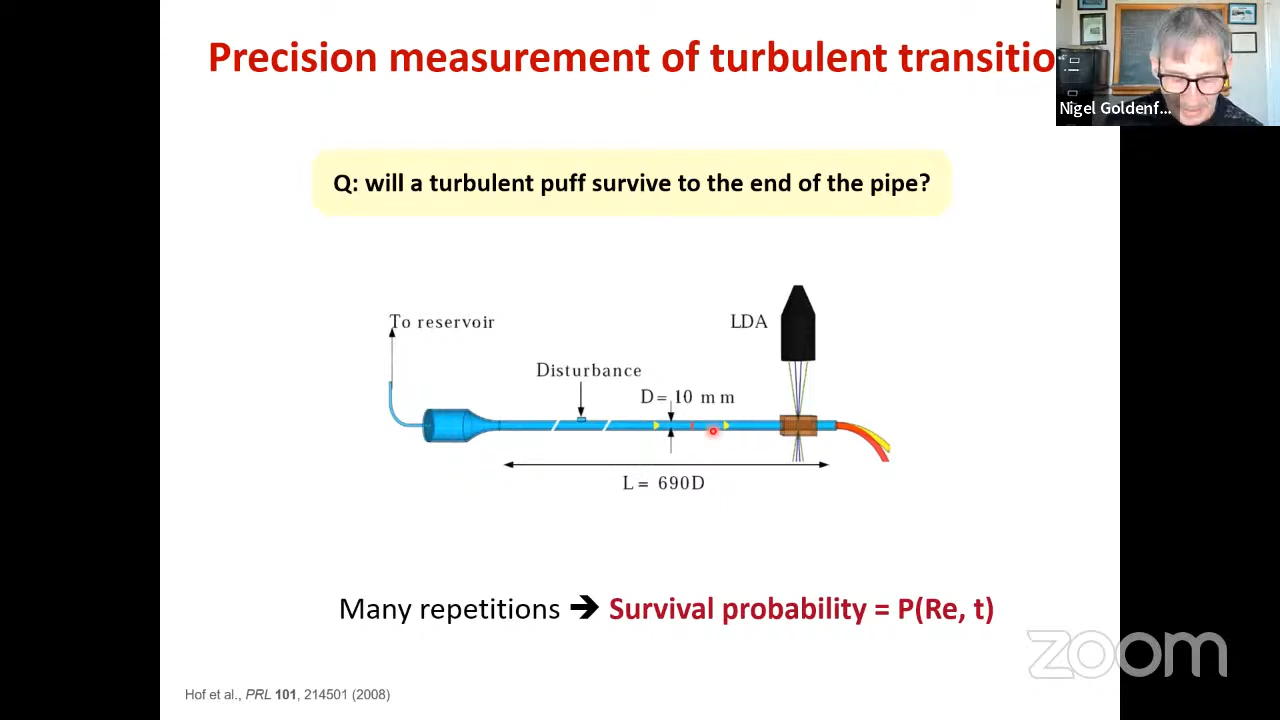 Precision measurement of turbulent transitio
Nigel Goldenf...
Q: will a turbulent puff survive to the end of the pipe?
To reservoir
LDA
Disturbance
D= 10 mm
L = 690D
Many repetitions ➔ Survival probability = P(Re, t)
zoom
Hof et al., PRL 101, 214501 (2008)